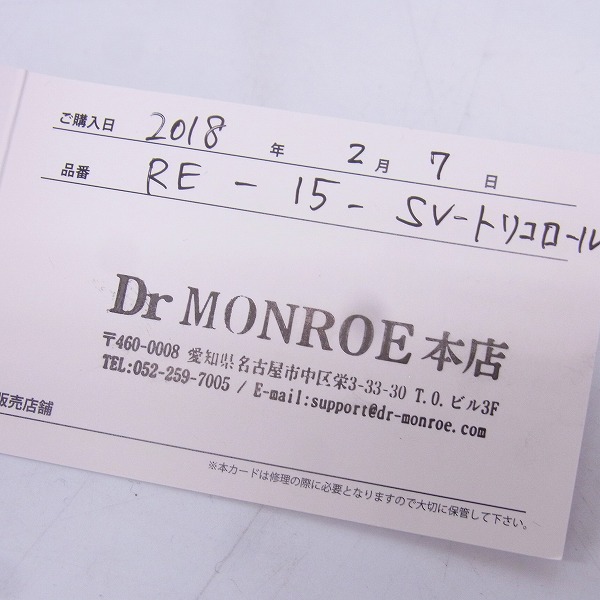 ご購入日 2018 年 2 月 7 日
品番 RE - 15 - SV-トリコロール
Dr MONROE 本店
〒460-0008 愛知県名古屋市中区栄3-33-30 T.O.ビル3F
TEL:052-259-7005 / E-mail:support@dr-monroe.com
販売店舗
※本カードは修理の際に必要となりますので大切に保管して下さい。